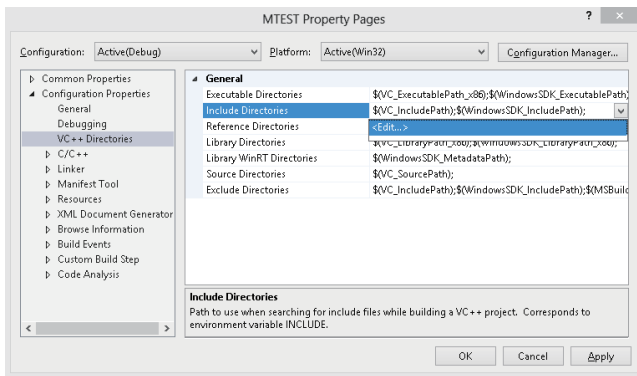 MTEST Property Pages
?
x
Configuration: Active(Debug) Platform: Active(Win32) Configuration Manager...
Common Properties
Configuration Properties
General
Debugging
VC++ Directories
C/C++
Linker
Manifest Tool
Resources
XML Document Generator
Browse Information
Build Events
Custom Build Step
Code Analysis
General
Executable Directories $(VC_ExecutablePath_x86);$(WindowsSDK_ExecutablePath)
Include Directories $(VC_IncludePath);$(WindowsSDK_IncludePath);
Reference Directories <Edit...>
Library Directories $(VC_LibraryPath_x86);$(WindowsSDK_LibraryPath_x86);
Library WinRT Directories $(WindowsSDK_MetadataPath);
Source Directories $(VC_SourcePath);
Exclude Directories $(VC_IncludePath);$(WindowsSDK_IncludePath);$(MSBuild
Include Directories
Path to use when searching for include files while building a VC++ project. Corresponds to
environment variable INCLUDE.
OK Cancel Apply